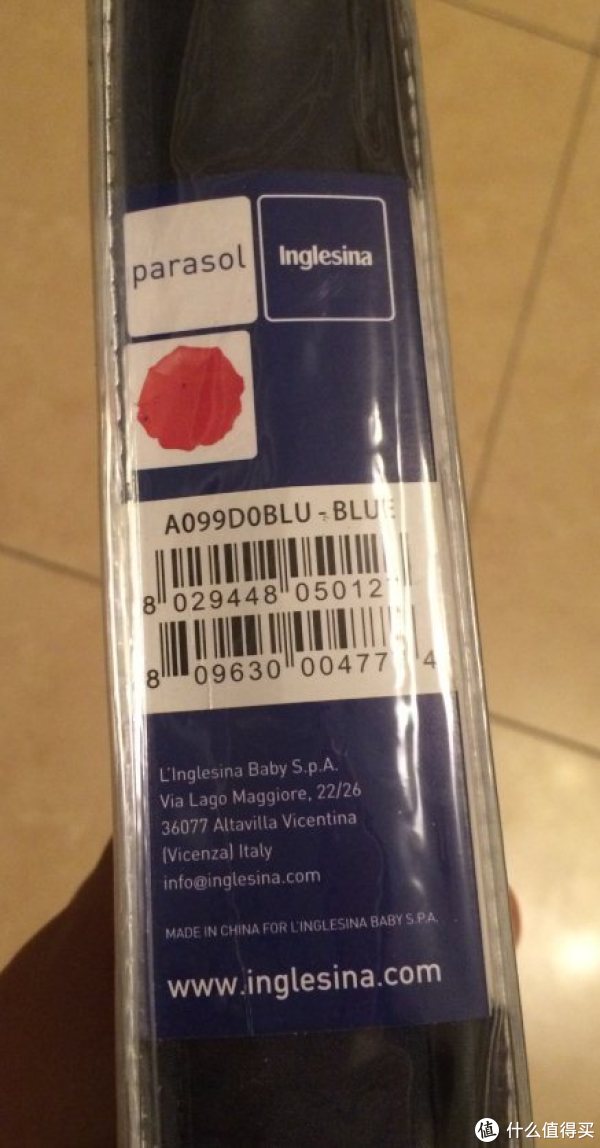 parasol
Inglesina
A099D0BLU - BLUE
8 029448 05012
8 09630 00477 4
L'Inglesina Baby S.p.A.
Via Lago Maggiore, 22/26
36077 Altavilla Vicentina
(Vicenza) Italy
info@inglesina.com
MADE IN CHINA FOR L'INGLESINA BABY S.P.A.
www.inglesina.com
值 什么值得买